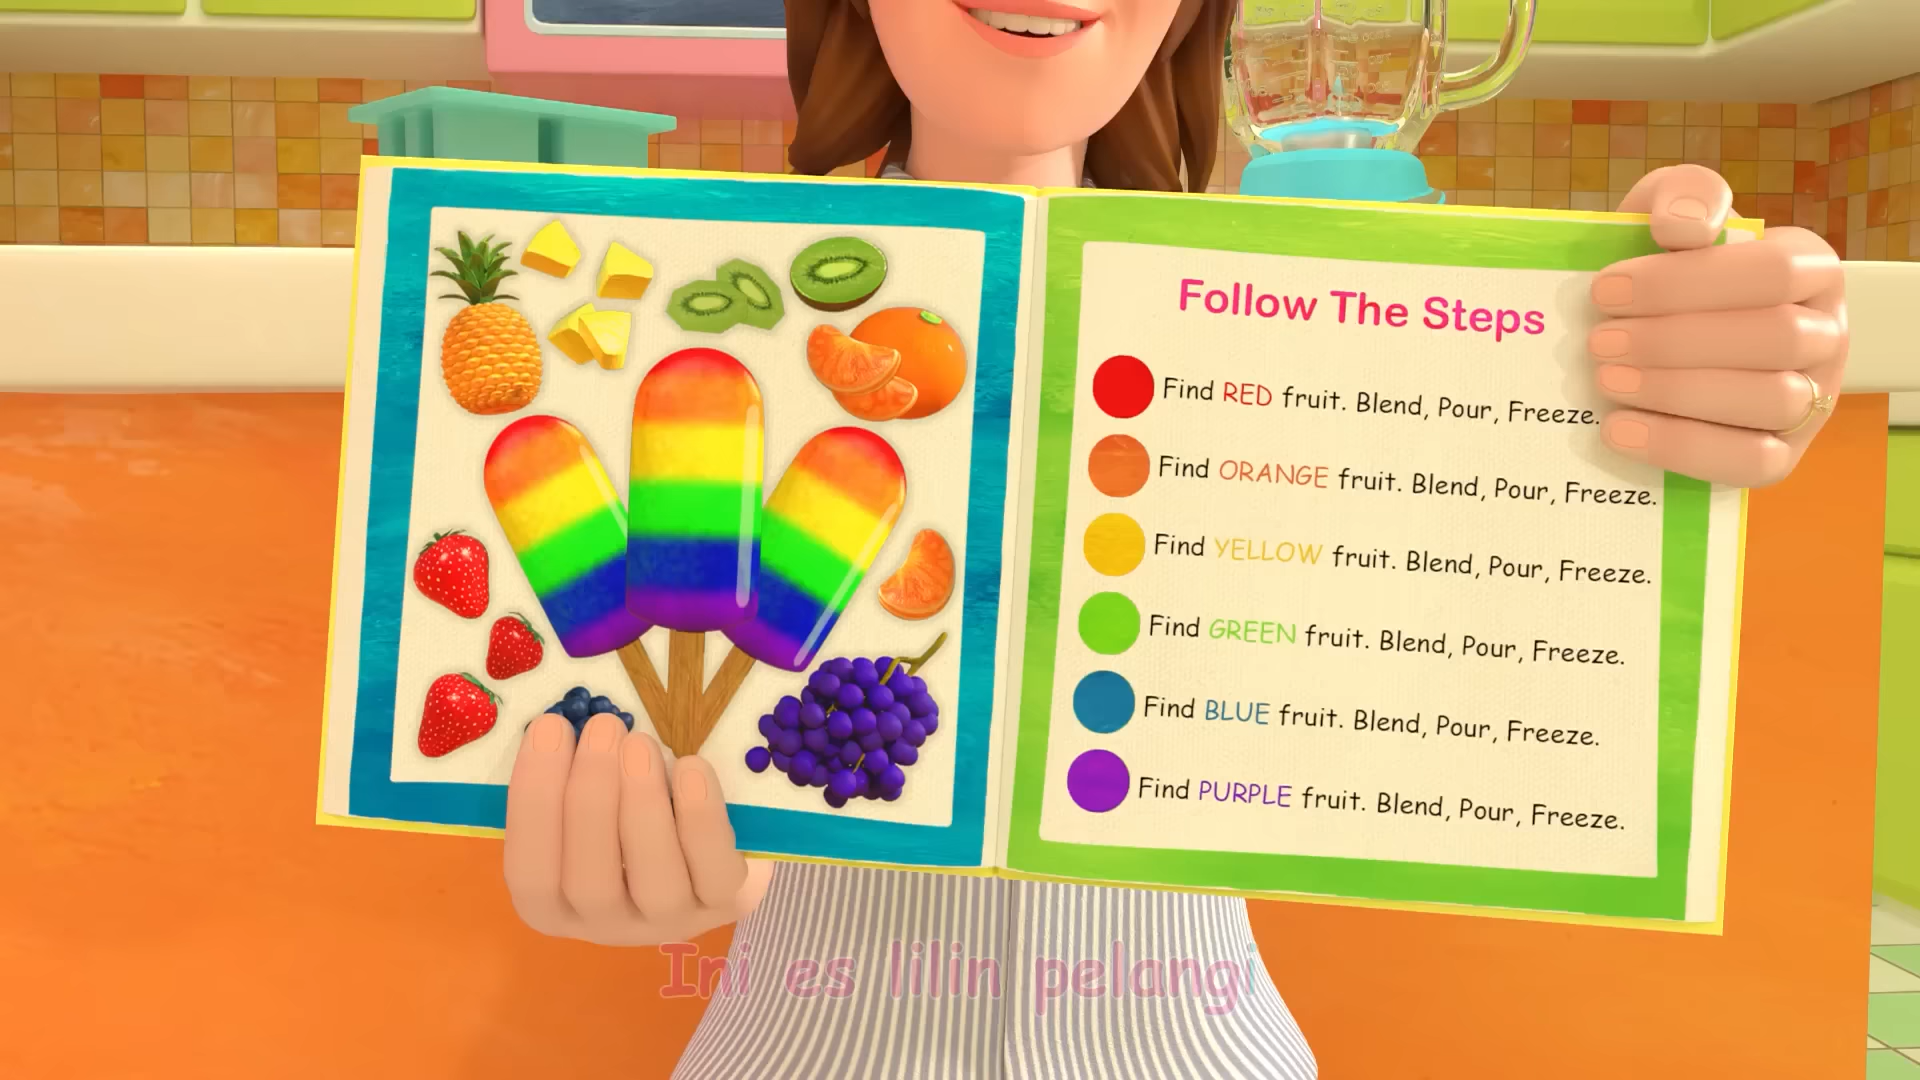 Follow The Steps
Find RED fruit. Blend, Pour, Freeze.
Find ORANGE fruit. Blend, Pour, Freeze.
Find YELLOW fruit. Blend, Pour, Freeze.
Find GREEN fruit. Blend, Pour, Freeze.
Find BLUE fruit. Blend, Pour, Freeze.
Find PURPLE fruit. Blend, Pour, Freeze.
Ini es lilin pelangi